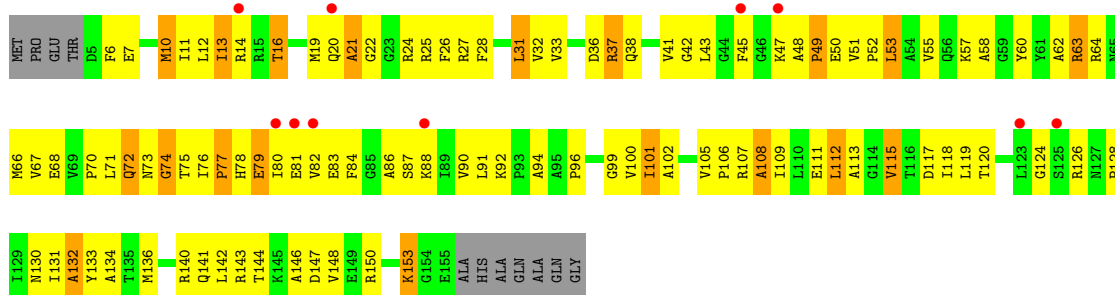 MET PRO GLU THR D5 F6 E7 M10 I11 L12 I13 R14 R15 T16 M19 Q20 A21 G22 G23 R24 R25 F26 R27 F28 L31 V32 V33 D36 R37 Q38 V41 G42 L43 G44 F45 G46 K47 A48 P49 E50 V51 P52 L53 A54 V55 Q56 K57 A58 G59 Y60 Y61 A62 R63 R64 N65
M66 V67 E68 V69 P70 L71 Q72 N73 G74 T75 I76 P77 H78 E79 I80 E81 V82 E83 F84 G85 A86 S87 K88 I89 V90 L91 K92 P93 A94 A95 P96 G99 V100 I101 A102 V105 P106 R107 A108 I109 L110 E111 L112 A113 G114 V115 T116 D117 I118 L119 T120 L123 G124 S125 R126 N127
I129 N130 I131 A132 Y133 A134 T135 M136 R140 Q141 L142 R143 T144 K145 A146 D147 V148 E149 R150 K153 G154 E155 ALA HIS ALA GLN ALA GLN GLY